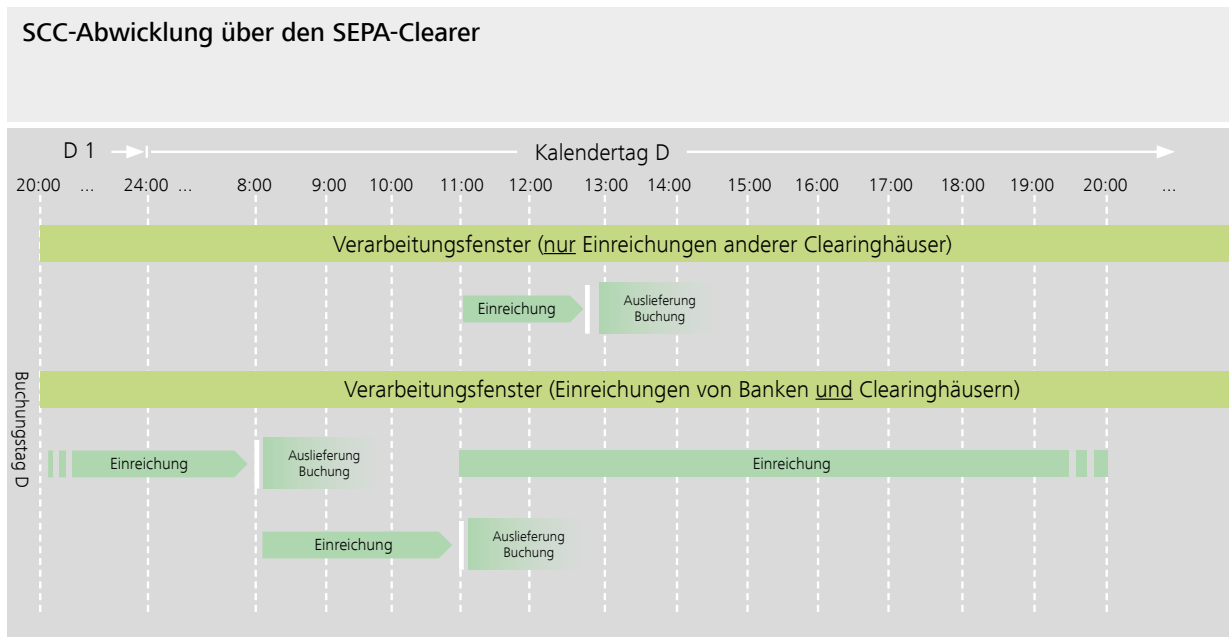 SCC-Abwicklung über den SEPA-Clearer
D 1
Kalendertag D
20:00 ... 24:00 ... 8:00 9:00 10:00 11:00 12:00 13:00 14:00 15:00 16:00 17:00 18:00 19:00 20:00 ...
Verarbeitungsfenster (nur Einreichungen anderer Clearinghäuser)
Einreichung
Auslieferung
Buchung
Buchungstag D
Verarbeitungsfenster (Einreichungen von Banken und Clearinghäusern)
Einreichung
Auslieferung
Buchung
Einreichung
Einreichung
Auslieferung
Buchung